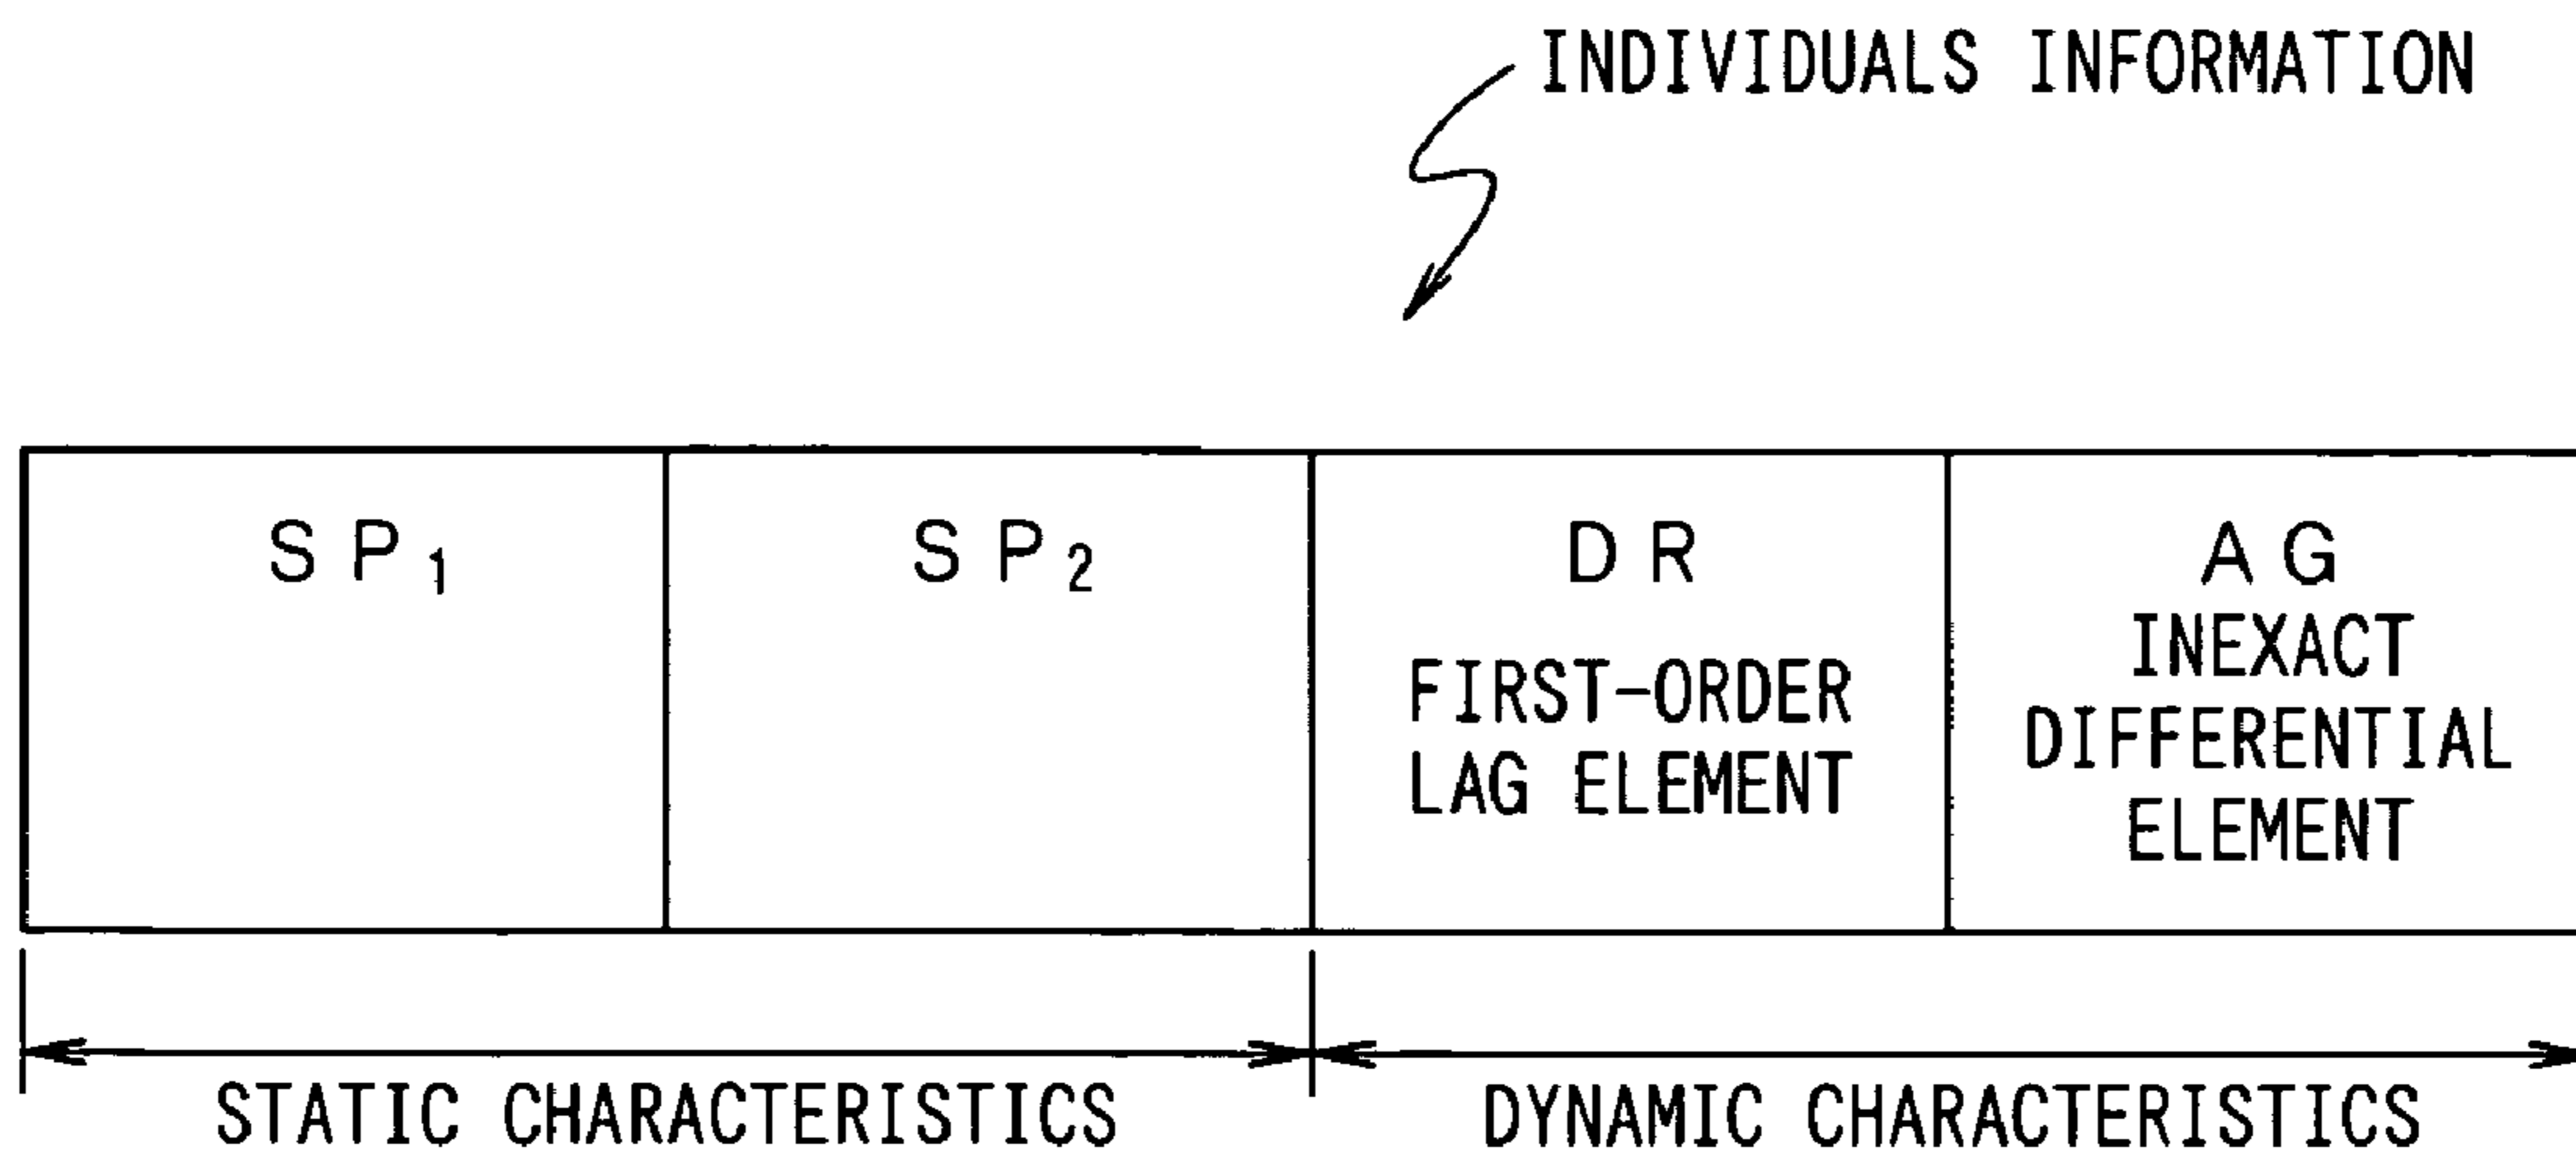 INDIVIDUALS INFORMATION
SP₁
SP₂
DR
FIRST-ORDER
LAG ELEMENT
AG
INEXACT
DIFFERENTIAL
ELEMENT
STATIC CHARACTERISTICS
DYNAMIC CHARACTERISTICS